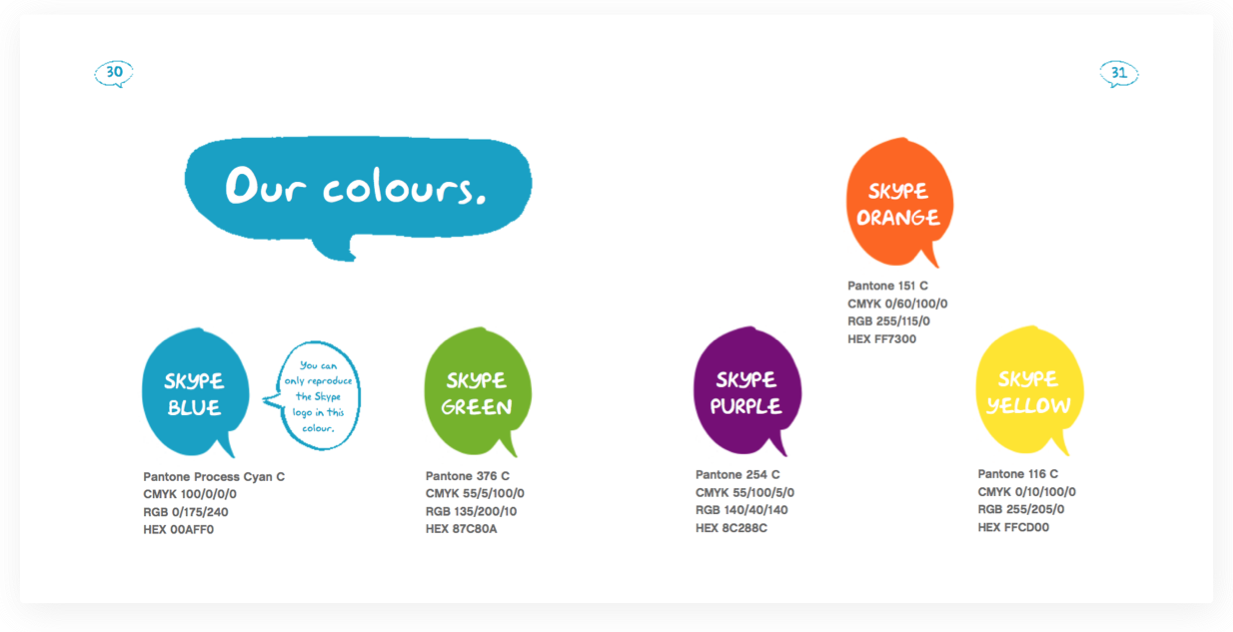 30
31
Our colours.
SKYPE
ORANGE
Pantone 151 C
CMYK 0/60/100/0
RGB 255/115/0
HEX FF7300
SKYPE
BLUE
You can
only reproduce
the Skype
logo in this
colour.
Pantone Process Cyan C
CMYK 100/0/0/0
RGB 0/175/240
HEX 00AFF0
SKYPE
GREEN
Pantone 376 C
CMYK 55/5/100/0
RGB 135/200/10
HEX 87C80A
SKYPE
PURPLE
Pantone 254 C
CMYK 55/100/5/0
RGB 140/40/140
HEX 8C288C
SKYPE
YELLOW
Pantone 116 C
CMYK 0/10/100/0
RGB 255/205/0
HEX FFCD00